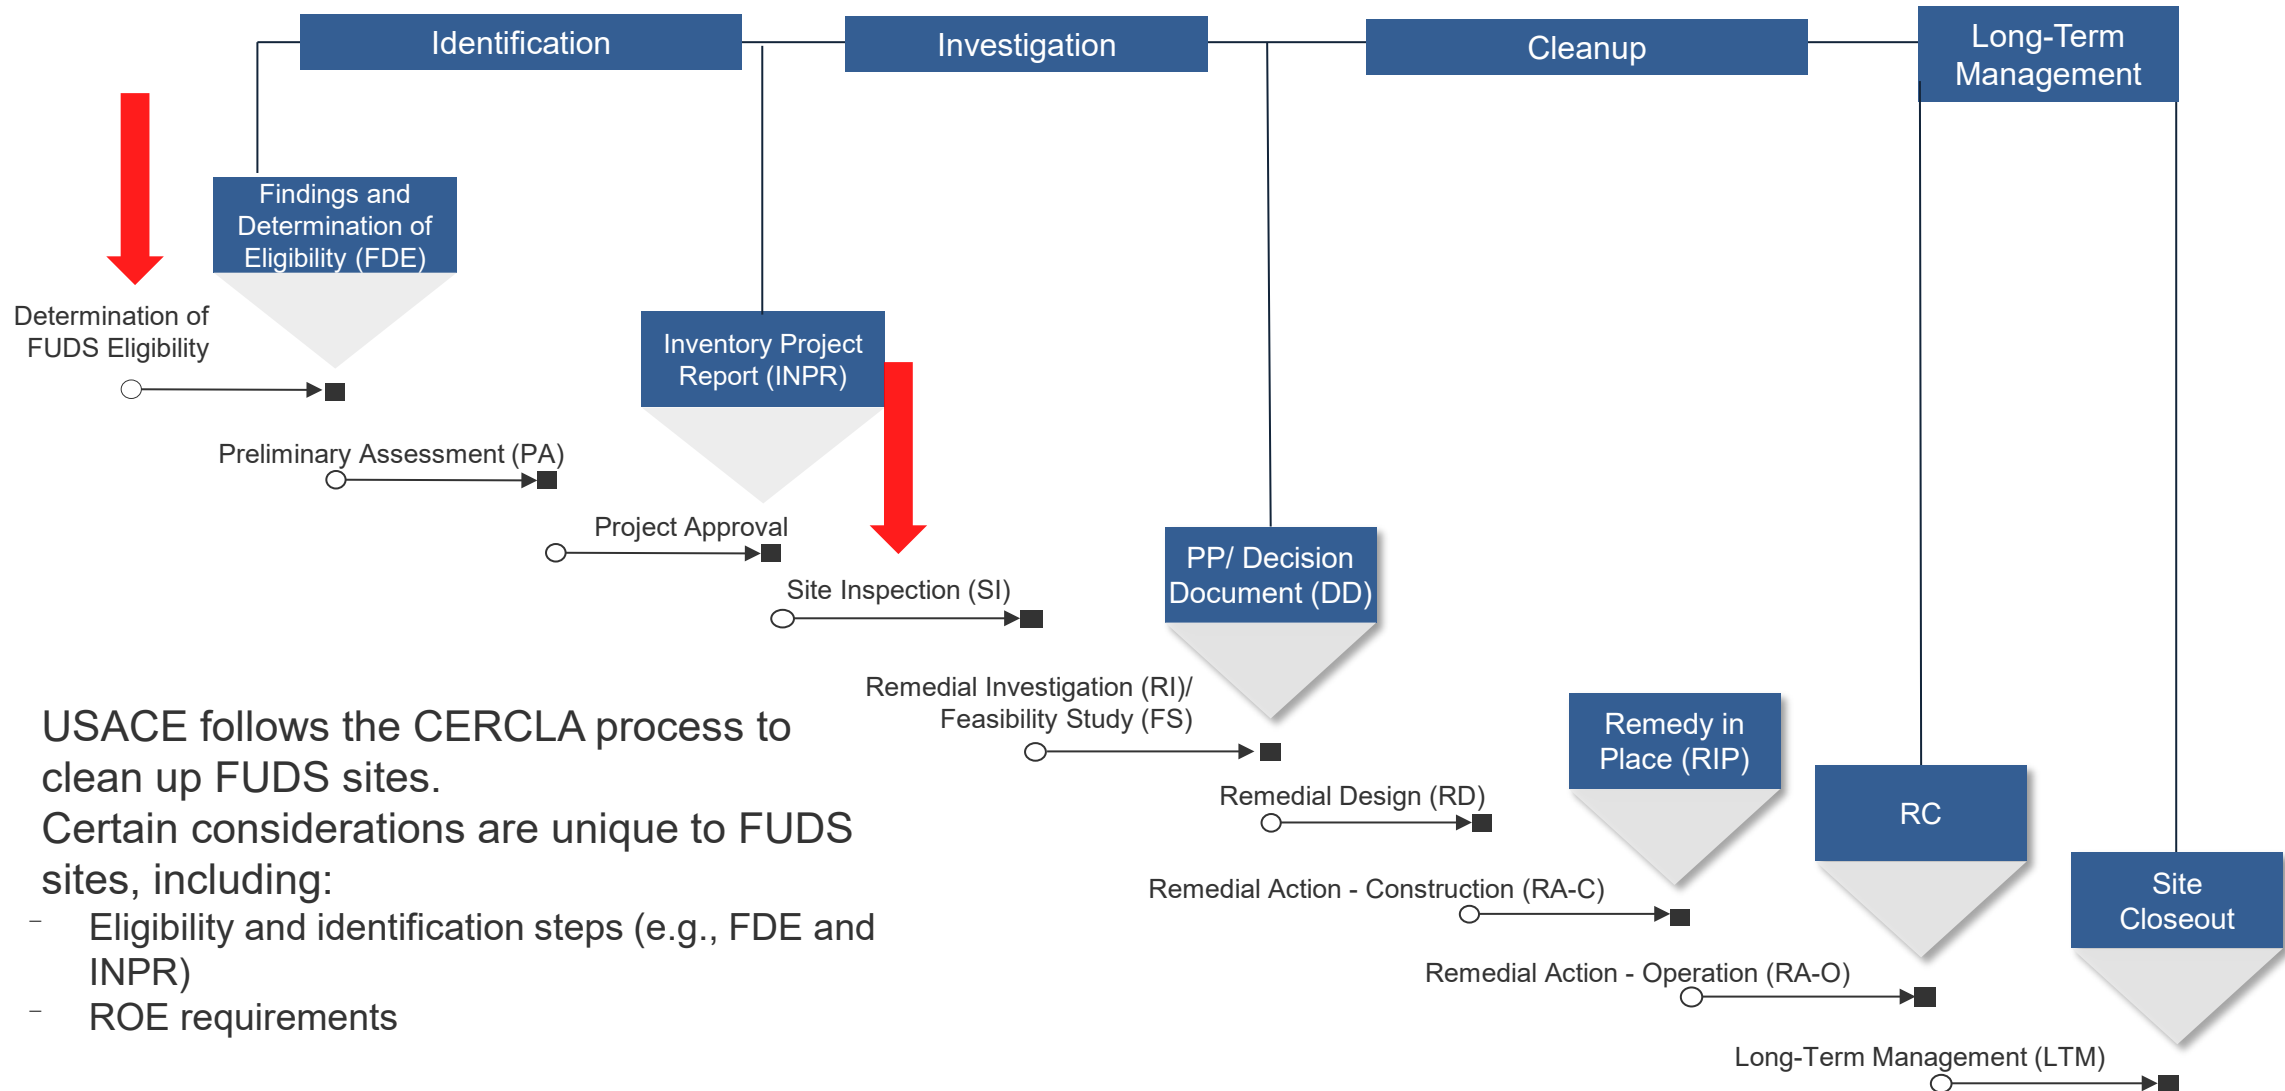 Identification
Investigation
Cleanup
Long-Term
Management
Findings and
Determination of
Eligibility (FDE)
Determination of
FUDS Eligibility
Inventory Project
Report (INPR)
Preliminary Assessment (PA)
Project Approval
Site Inspection (SI)
PP/ Decision
Document (DD)
Remedial Investigation (RI)/
Feasibility Study (FS)
Remedy in
Place (RIP)
Remedial Design (RD)
RC
Remedial Action - Construction (RA-C)
Site
Closeout
Remedial Action - Operation (RA-O)
Long-Term Management (LTM)
USACE follows the CERCLA process to
clean up FUDS sites.
Certain considerations are unique to FUDS
sites, including:
– Eligibility and identification steps (e.g., FDE and
INPR)
– ROE requirements